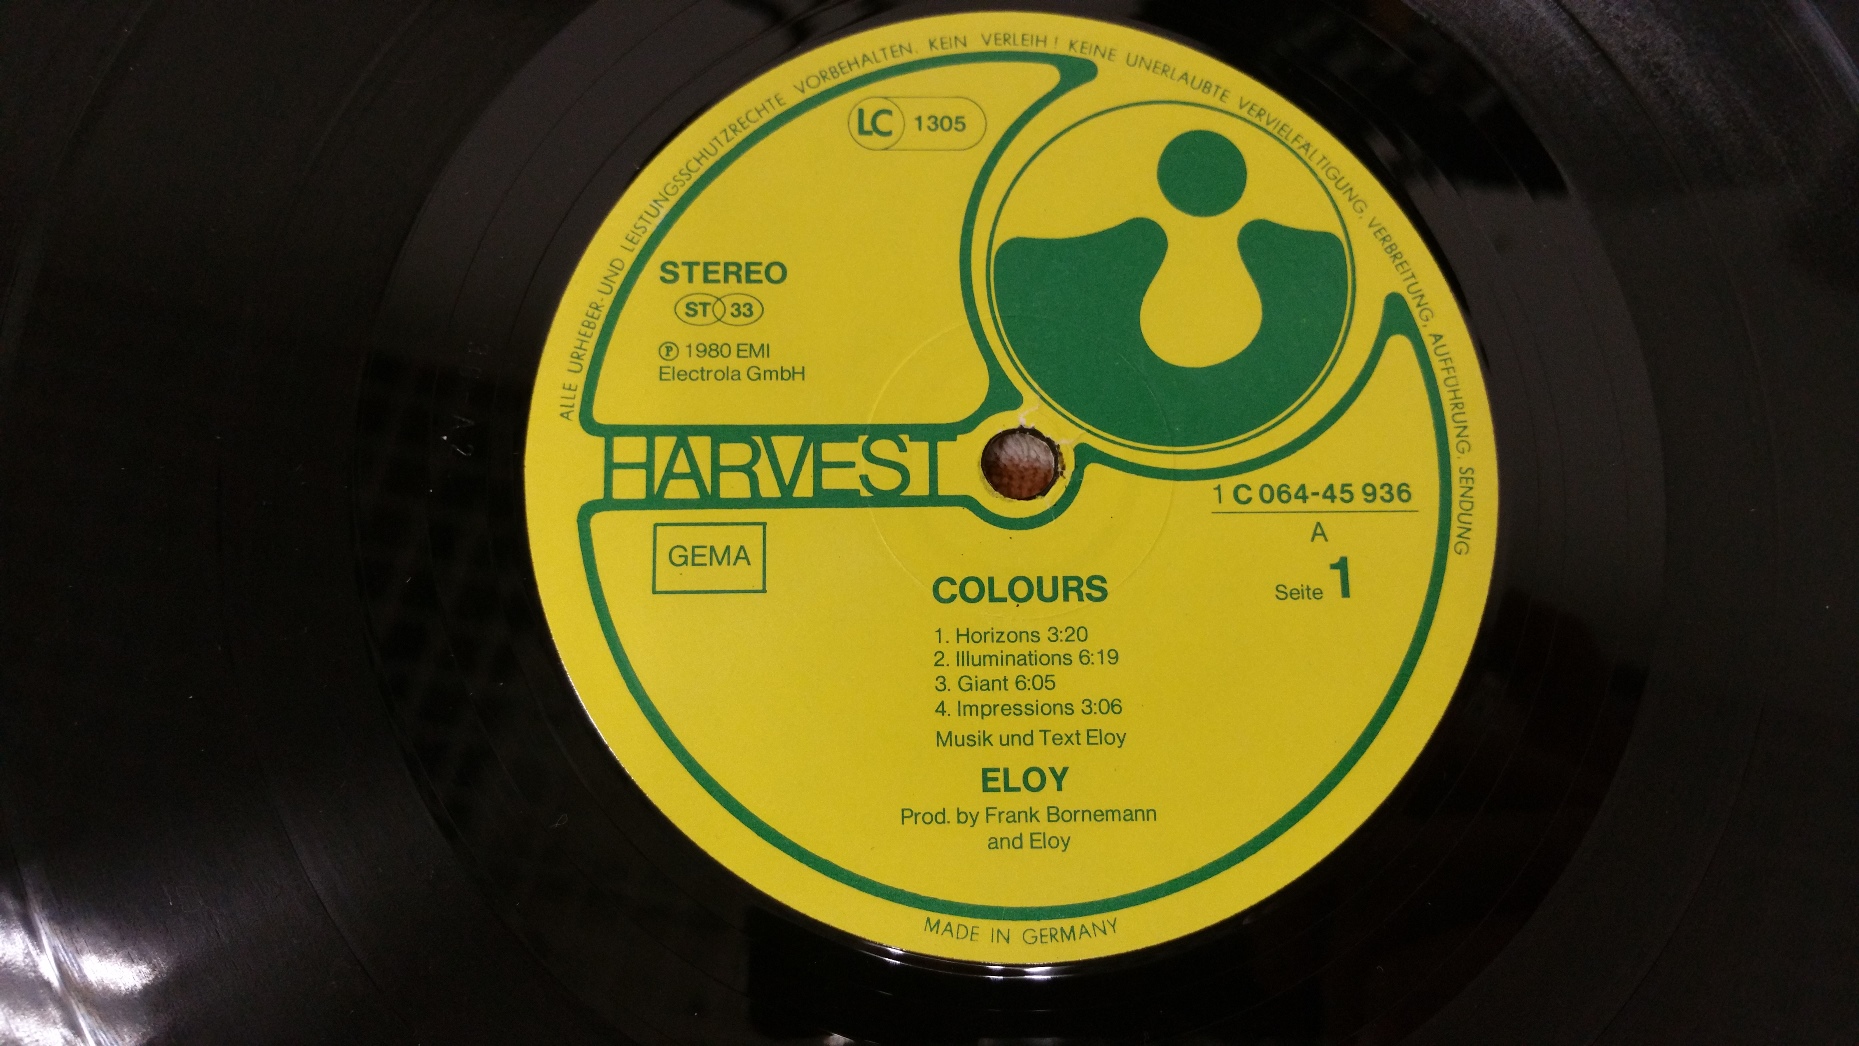 ALLE URHEBER- UND LEISTUNGSSCHUTZRECHTE VORBEHALTEN. KEIN VERLEIH! KEINE UNERLAUBTE VERVIELFÄLTIGUNG, VERBREITUNG, AUFFÜHRUNG, SENDUNG
LC 1305
STEREO
ST 33
℗ 1980 EMI
Electrola GmbH
HARVEST
GEMA
1 C 064-45 936
A
Seite 1
COLOURS
1. Horizons 3:20
2. Illuminations 6:19
3. Giant 6:05
4. Impressions 3:06
Musik und Text Eloy
ELOY
Prod. by Frank Bornemann
and Eloy
MADE IN GERMANY